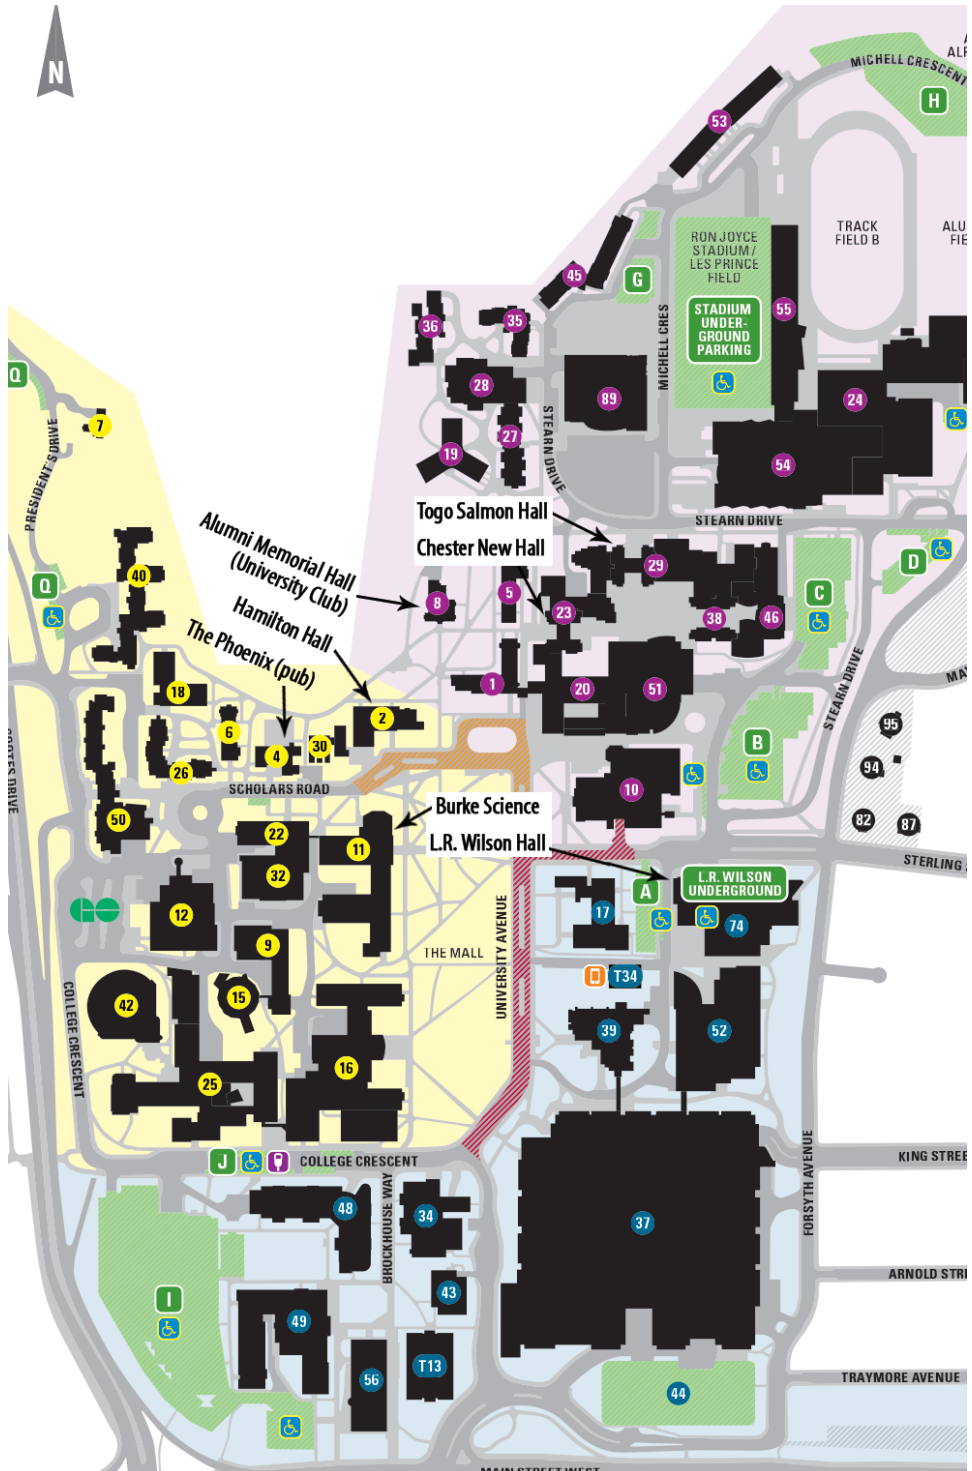 N
MICHELL CRESCENT
H
53
TRACK
FIELD B
RON JOYCE
STADIUM /
LES PRINCE
FIELD
STADIUM
UNDER-
GROUND
PARKING
45
G
55
MICHELL CRES
36
35
28
89
24
27
19
54
STEARN DRIVE
Q
7
PRESIDENT'S DRIVE
Togo Salmon Hall
Chester New Hall
STEARN DRIVE
Alumni Memorial Hall
(University Club)
Hamilton Hall
The Phoenix (pub)
D
29
40
Q
8
5
23
38
46
C
18
1
20
51
STEARN DRIVE
6
2
4
30
26
B
95
94
10
82
87
SCHOLARS ROAD
50
22
11
Burke Science
L.R. Wilson Hall
STERLING
32
L.R. WILSON
UNDERGROUND
A
17
12
74
9
THE MALL
UNIVERSITY AVENUE
T34
15
42
39
52
COLLEGE CRESCENT
16
25
J
COLLEGE CRESCENT
FORSYTH AVENUE
KING STREE
48
34
37
BROCKHOUSE WAY
ARNOLD STR
I
43
49
T13
56
44
TRAYMORE AVENUE
MAIN STREET WEST